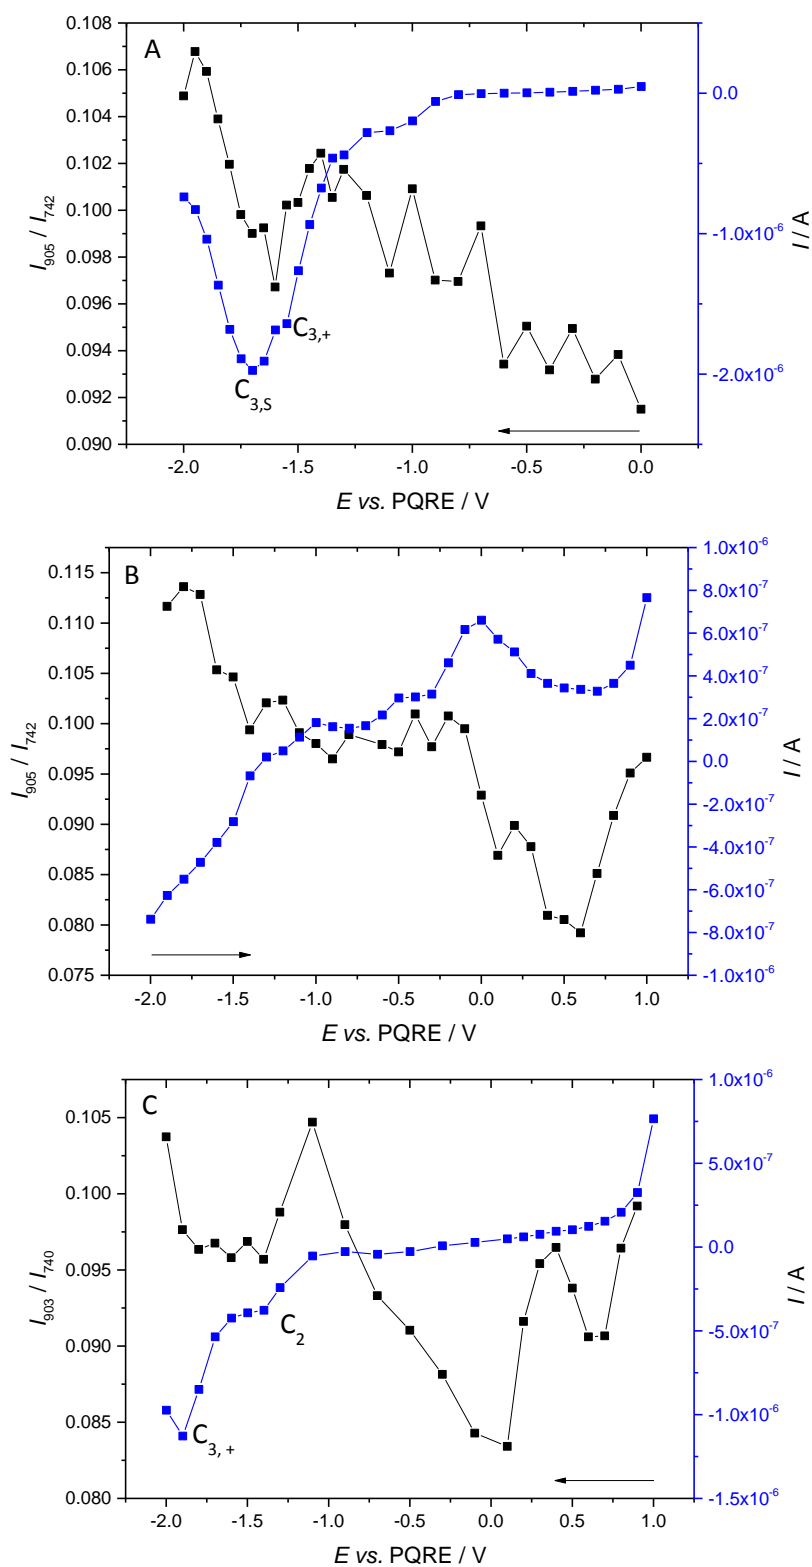 A
0.108
0.106
0.104
0.102
0.100
0.098
0.096
0.094
0.092
0.090
I905 / I742
0.0
-1.0x10-6
-2.0x10-6
I / A
C3,+
C3,S
-2.0 -1.5 -1.0 -0.5 0.0
E vs. PQRE / V
B
0.115
0.110
0.105
0.100
0.095
0.090
0.085
0.080
0.075
I905 / I742
1.0x10-6
8.0x10-7
6.0x10-7
4.0x10-7
2.0x10-7
0.0
-2.0x10-7
-4.0x10-7
-6.0x10-7
-8.0x10-7
-1.0x10-6
I / A
-2.0 -1.5 -1.0 -0.5 0.0 0.5 1.0
E vs. PQRE / V
C
0.105
0.100
0.095
0.090
0.085
0.080
I903 / I740
1.0x10-6
5.0x10-7
0.0
-5.0x10-7
-1.0x10-6
-1.5x10-6
I / A
C2
C3, +
-2.0 -1.5 -1.0 -0.5 0.0 0.5 1.0
E vs. PQRE / V